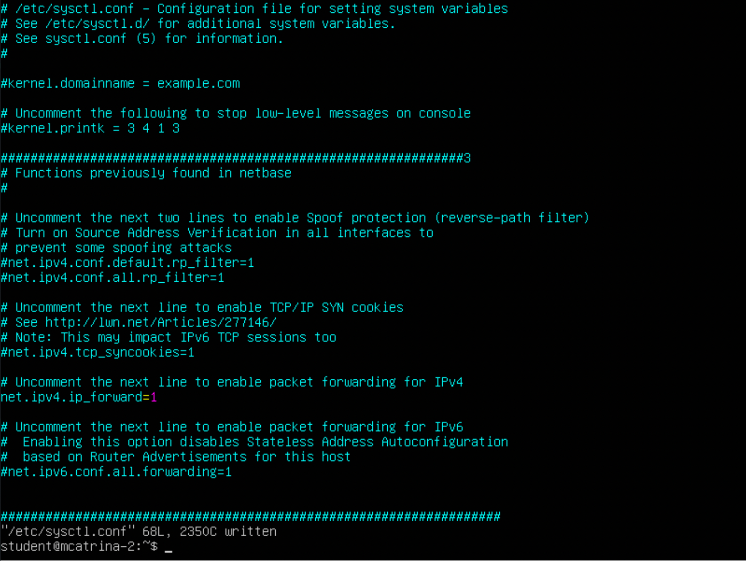 # /etc/sysctl.conf - Configuration file for setting system variables
# See /etc/sysctl.d/ for additional system variables.
# See sysctl.conf (5) for information.
#
#kernel.domainname = example.com
# Uncomment the following to stop low-level messages on console
#kernel.printk = 3 4 1 3
##############################################################3
# Functions previously found in netbase
#
# Uncomment the next two lines to enable Spoof protection (reverse-path filter)
# Turn on Source Address Verification in all interfaces to
# prevent some spoofing attacks
#net.ipv4.conf.default.rp_filter=1
#net.ipv4.conf.all.rp_filter=1
# Uncomment the next line to enable TCP/IP SYN cookies
# See http://lwn.net/Articles/277146/
# Note: This may impact IPv6 TCP sessions too
#net.ipv4.tcp_syncookies=1
# Uncomment the next line to enable packet forwarding for IPv4
net.ipv4.ip_forward=1
# Uncomment the next line to enable packet forwarding for IPv6
#  Enabling this option disables Stateless Address Autoconfiguration
#  based on Router Advertisements for this host
#net.ipv6.conf.all.forwarding=1
###################################################################
"/etc/sysctl.conf" 68L, 2350C written
student@mcatrina-2:~$ _